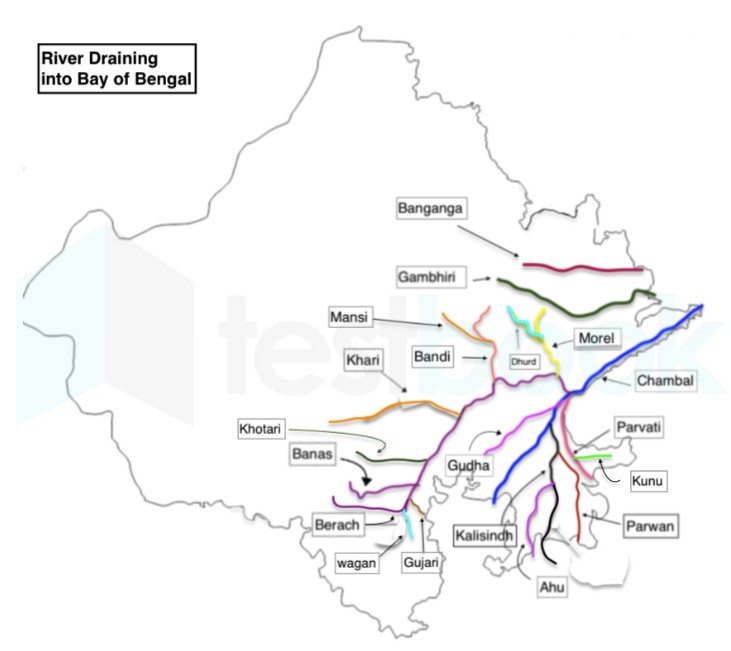 River Draining
into Bay of Bengal
Banganga
Gambhiri
Mansi
Morel
Khari
Bandi
Dhurd
Chambal
Khotari
Parvati
Banas
Gudha
Kunu
Berach
Kalisindh
Parwan
wagan
Gujari
Ahu
testbook